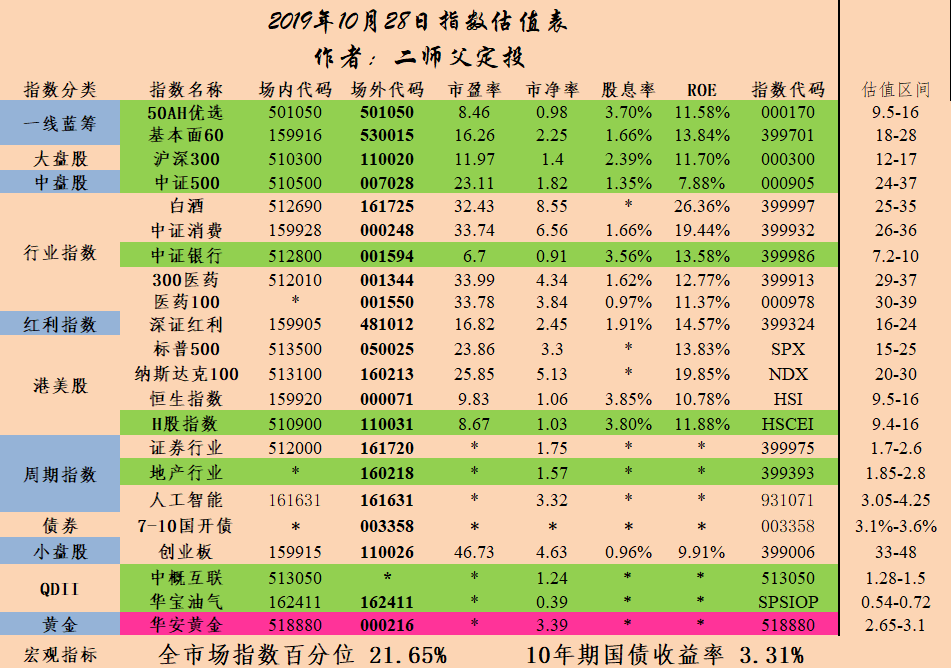 2019年10月28日指数估值表
作者：二师父定投
指数分类 指数名称 场内代码 场外代码 市盈率 市净率 股息率 ROE 指数代码 估值区间
一线蓝筹 50AH优选 501050 501050 8.46 0.98 3.70% 11.58% 000170 9.5-16
基本面60 159916 530015 16.26 2.25 1.66% 13.84% 399701 18-28
大盘股 沪深300 510300 110020 11.97 1.4 2.39% 11.70% 000300 12-17
中盘股 中证500 510500 007028 23.11 1.82 1.35% 7.88% 000905 24-37
行业指数 白酒 512690 161725 32.43 8.55 * 26.36% 399997 25-35
中证消费 159928 000248 33.74 6.56 1.66% 19.44% 399932 26-36
中证银行 512800 001594 6.7 0.91 3.56% 13.58% 399986 7.2-10
300医药 512010 001344 33.99 4.34 1.62% 12.77% 399913 29-37
医药100 * 001550 33.78 3.84 0.97% 11.37% 000978 30-39
红利指数 深证红利 159905 481012 16.82 2.45 1.91% 14.57% 399324 16-24
港美股 标普500 513500 050025 23.86 3.3 * 13.83% SPX 15-25
纳斯达克100 513100 160213 25.85 5.13 * 19.85% NDX 20-30
恒生指数 159920 000071 9.83 1.06 3.85% 10.78% HSI 9.5-16
H股指数 510900 110031 8.67 1.03 3.80% 11.88% HSCEI 9.4-16
周期指数 证券行业 512000 161720 * 1.75 * * 399975 1.7-2.6
地产行业 * 160218 * 1.57 * * 399393 1.85-2.8
人工智能 161631 161631 * 3.32 * * 931071 3.05-4.25
债券 7-10国开债 * 003358 * * * * 003358 3.1%-3.6%
小盘股 创业板 159915 110026 46.73 4.63 0.96% 9.91% 399006 33-48
QDII 中概互联 513050 * * 1.24 * * 513050 1.28-1.5
华宝油气 162411 162411 * 0.39 * * SPSIOP 0.54-0.72
黄金 华安黄金 518880 000216 * 3.39 * * 518880 2.65-3.1
宏观指标 全市场指数百分位 21.65% 10年期国债收益率 3.31%